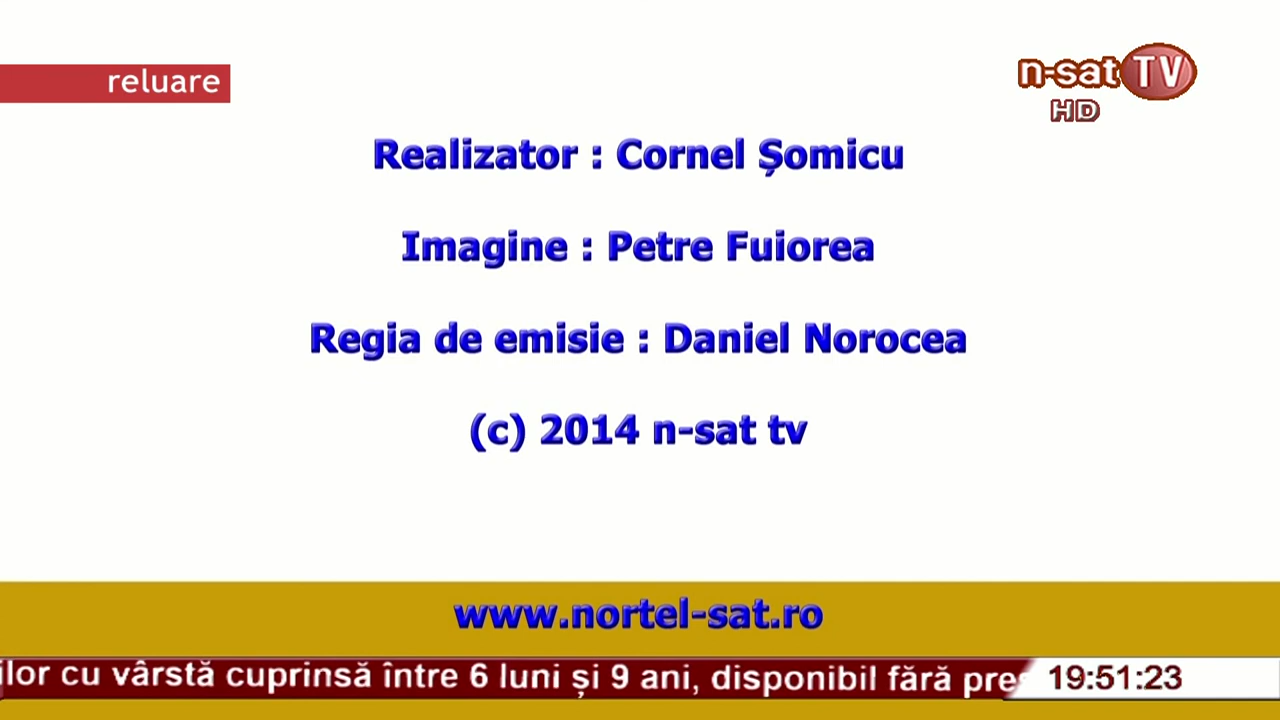 reluare
n-sat TV
HD
Realizator : Cornel Șomicu
Imagine : Petre Fuiorea
Regia de emisie : Daniel Norocea
(c) 2014 n-sat tv
www.nortel-sat.ro
cu vârstă cuprinsă între 6 luni și 9 ani, disponibil fără
19:51:23